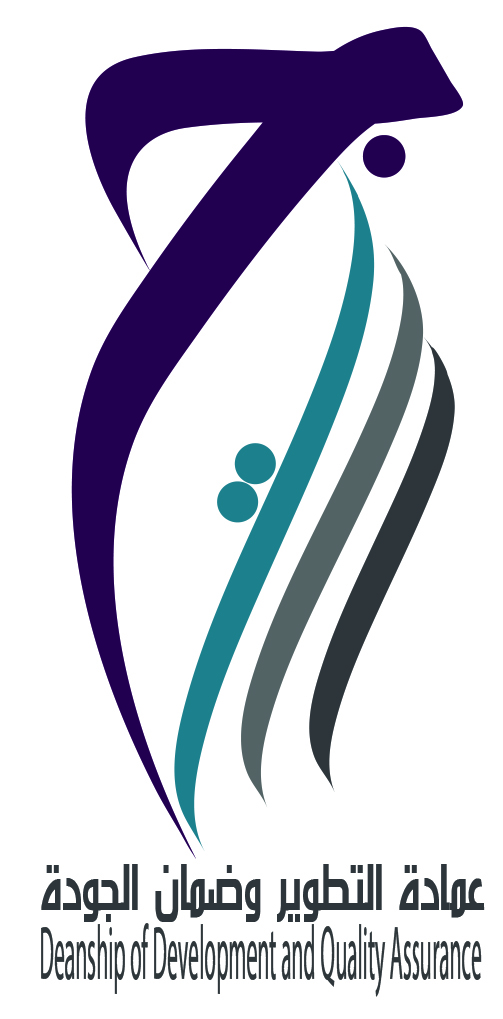 عمادة التطوير وضمان الجودة
Deanship of Development and Quality Assurance